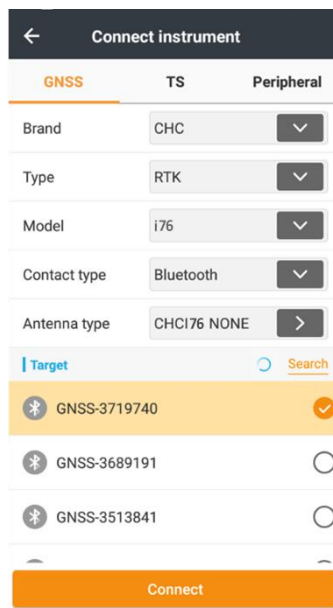 Connect instrument
GNSS TS Peripheral
Brand CHC
Type RTK
Model i76
Contact type Bluetooth
Antenna type CHCI76 NONE
Target Search
GNSS-3719740
GNSS-3689191
GNSS-3513841
Connect